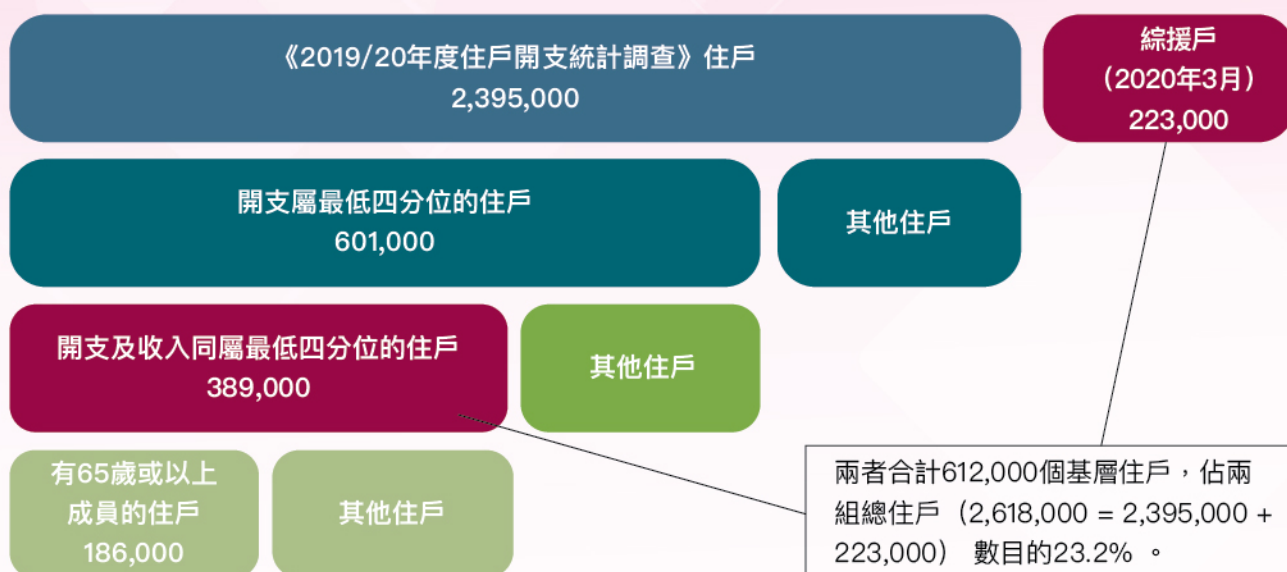 《2019/20年度住戶開支統計調查》住戶
2,395,000
綜援戶
（2020年3月）
223,000
開支屬最低四分位的住戶
601,000
其他住戶
開支及收入同屬最低四分位的住戶
389,000
其他住戶
有65歲或以上
成員的住戶
186,000
其他住戶
兩者合計612,000個基層住戶，佔兩
組總住戶（2,618,000 = 2,395,000 +
223,000） 數目的23.2% 。